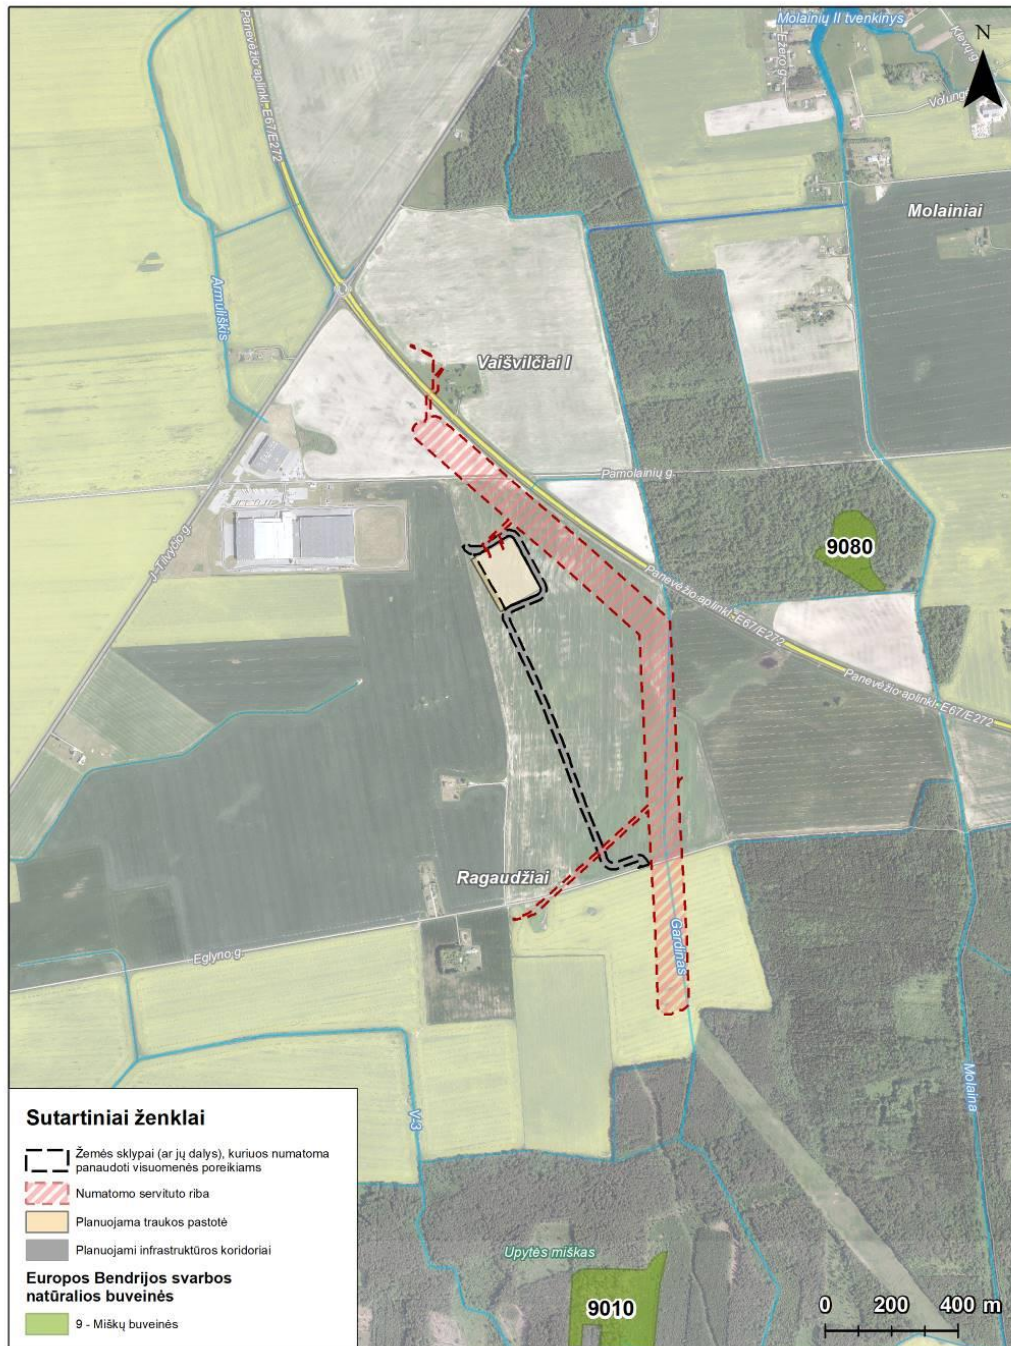 Molainių II tvenkinys
Panevėžio aplinkl. E67/E272
Ežero g.
Klevų g.
N
Volungė
Molainiai
Armuliškis
Vaišvilčiai I
Pamolainių g.
J. Tilvyčio g.
9080
Panevėžio aplinkl. E67/E272
Panevėžio aplinkl. E67/E272
Ragaudžiai
Eglyno g.
Gardinas
Molaina
V-3
Upytės miškas
9010
Sutartiniai ženklai
Žemės sklypai (ar jų dalys), kuriuos numatoma
panaudoti visuomenės poreikiams
Numatomo servituto riba
Planuojama traukos pastotė
Planuojami infrastruktūros koridoriai
Europos Bendrijos svarbos
natūralios buveinės
9 - Miškų buveinės
0 200 400 m